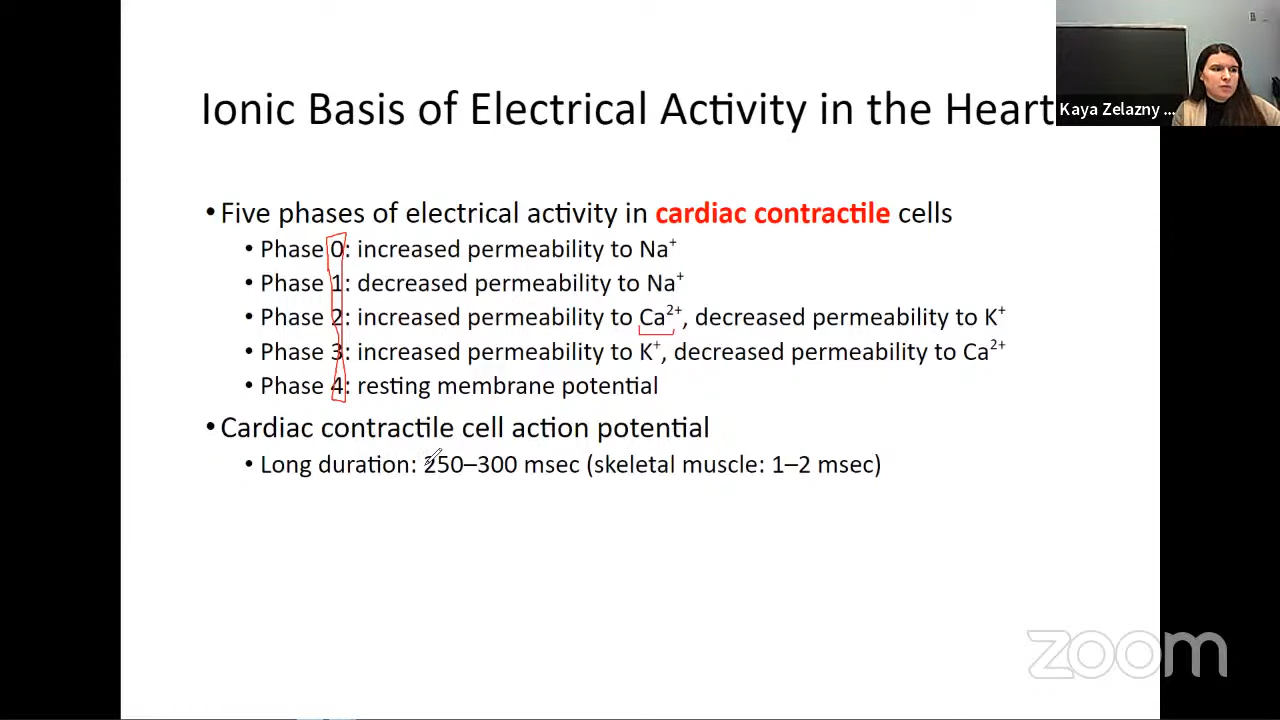 Ionic Basis of Electrical Activity in the Heart
Kaya Zelazny ...
•Five phases of electrical activity in cardiac contractile cells
• Phase 0: increased permeability to Na⁺
• Phase 1: decreased permeability to Na⁺
• Phase 2: increased permeability to Ca²⁺, decreased permeability to K⁺
• Phase 3: increased permeability to K⁺, decreased permeability to Ca²⁺
• Phase 4: resting membrane potential
•Cardiac contractile cell action potential
• Long duration: 250–300 msec (skeletal muscle: 1–2 msec)
zoom